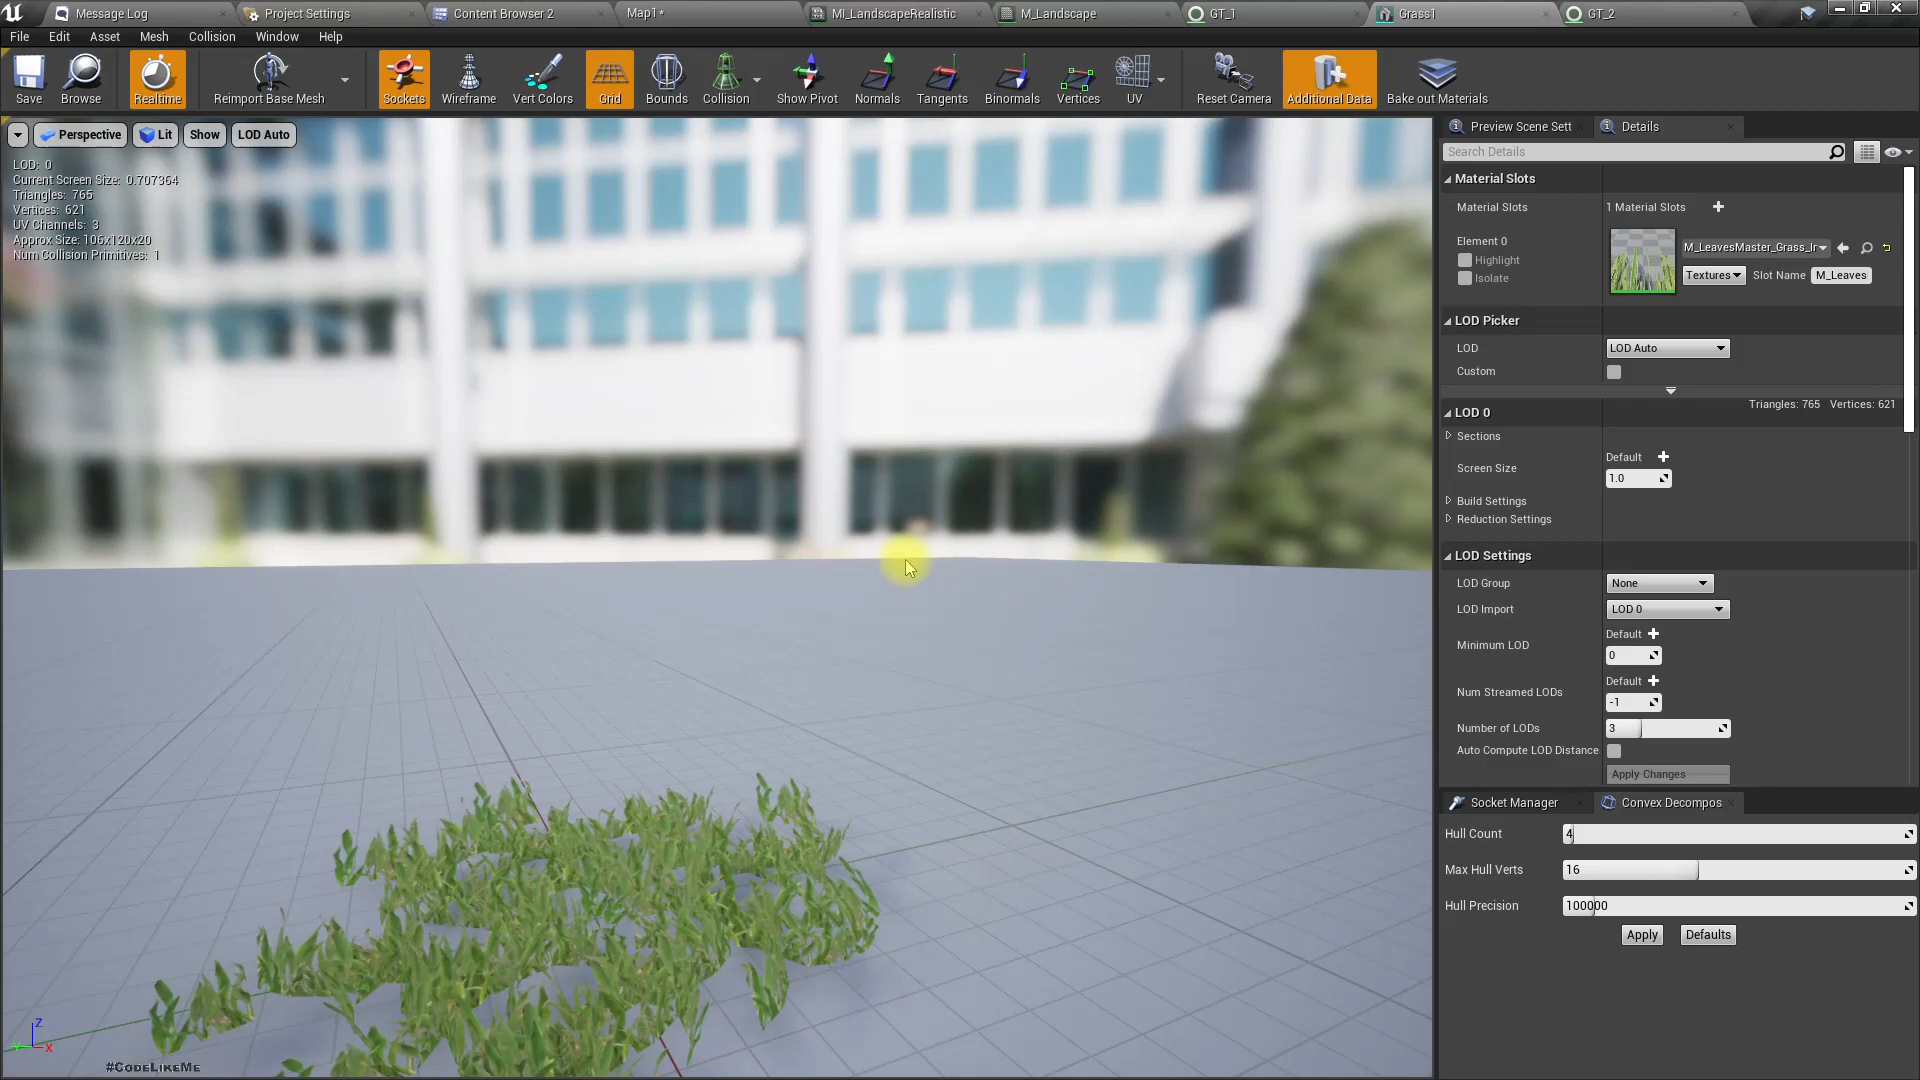 Message Log
Project Settings
Content Browser 2
Map1*
MI_LandscapeRealistic
M_Landscape
GT_1
Grass1
GT_2
File Edit Asset Mesh Collision Window Help
Save Browse Realtime Reimport Base Mesh Sockets Wireframe Vert Colors Grid Bounds Collision Show Pivot Normals Tangents Binormals Vertices UV Reset Camera Additional Data Bake out Materials
Perspective Lit Show LOD Auto
LOD: 0
Current Screen Size: 0.707364
Triangles: 765
Vertices: 621
UV Channels: 3
Approx Size: 106x120x20
Num Collision Primitives: 1
Z
X
#CodeLikeMe
Preview Scene Sett
Details
Search Details
Material Slots
Material Slots 1 Material Slots
Element 0
Highlight
Isolate
M_LeavesMaster_Grass_Ir
Textures Slot Name M_Leaves
LOD Picker
LOD LOD Auto
Custom
LOD 0 Triangles: 765 Vertices: 621
Sections
Screen Size Default
1.0
Build Settings
Reduction Settings
LOD Settings
LOD Group None
LOD Import LOD 0
Minimum LOD Default
0
Num Streamed LODs Default
-1
Number of LODs 3
Auto Compute LOD Distance
Apply Changes
Socket Manager
Convex Decompos
Hull Count 4
Max Hull Verts 16
Hull Precision 100000
Apply Defaults